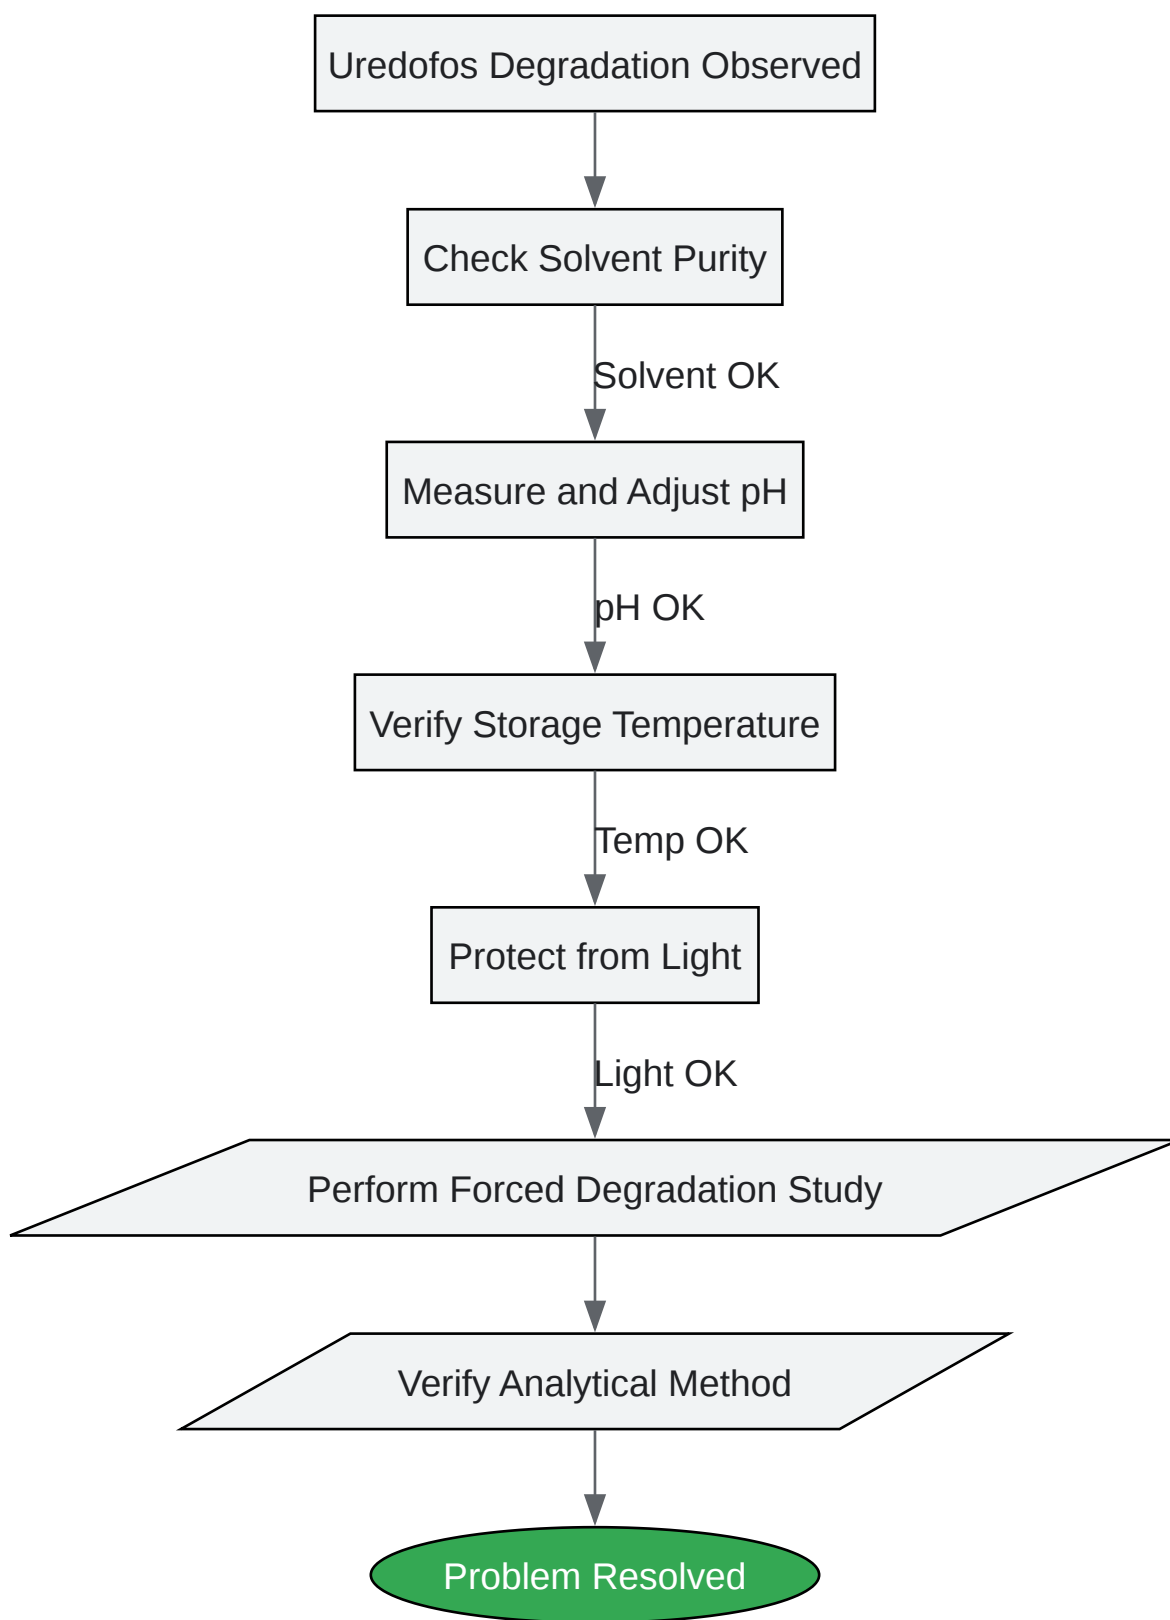 Uredofos Degradation Observed
Check Solvent Purity
Solvent OK
Measure and Adjust pH
pH OK
Verify Storage Temperature
Temp OK
Protect from Light
Light OK
Perform Forced Degradation Study
Verify Analytical Method
Problem Resolved